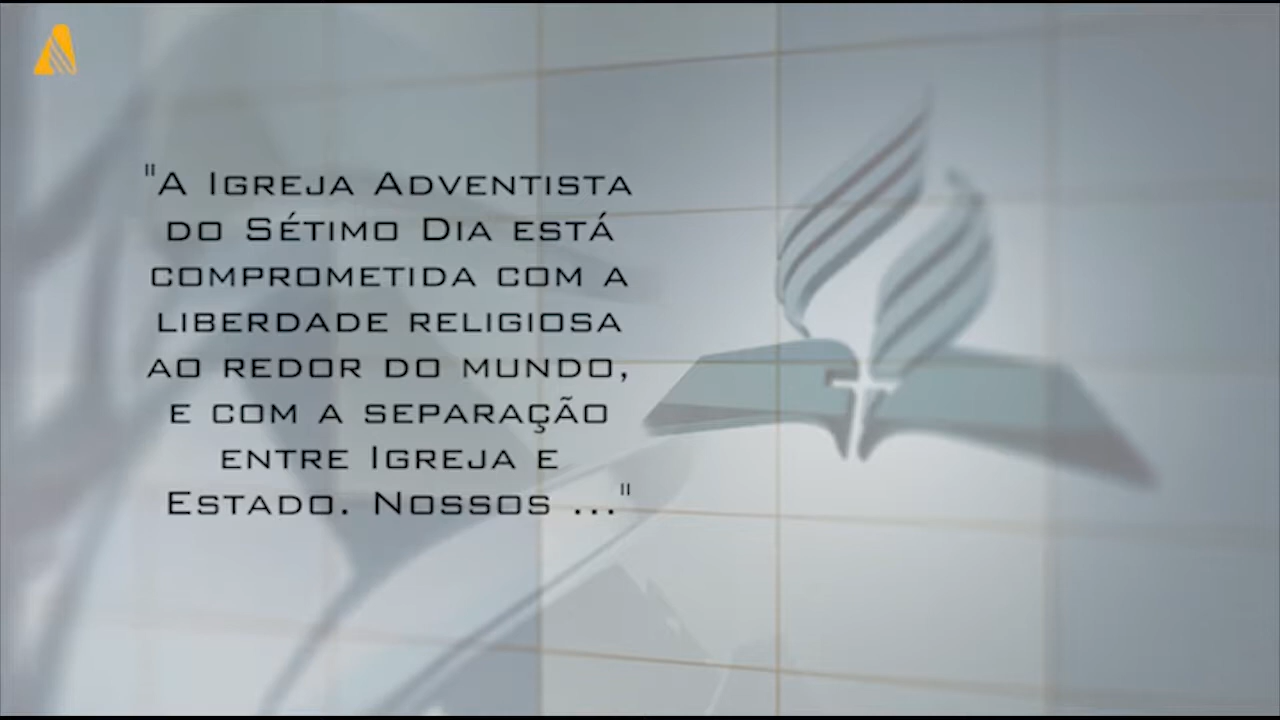 "A Igreja Adventista
do Sétimo Dia está
comprometida com a
liberdade religiosa
ao redor do mundo,
e com a separação
entre Igreja e
Estado. Nossos ..."